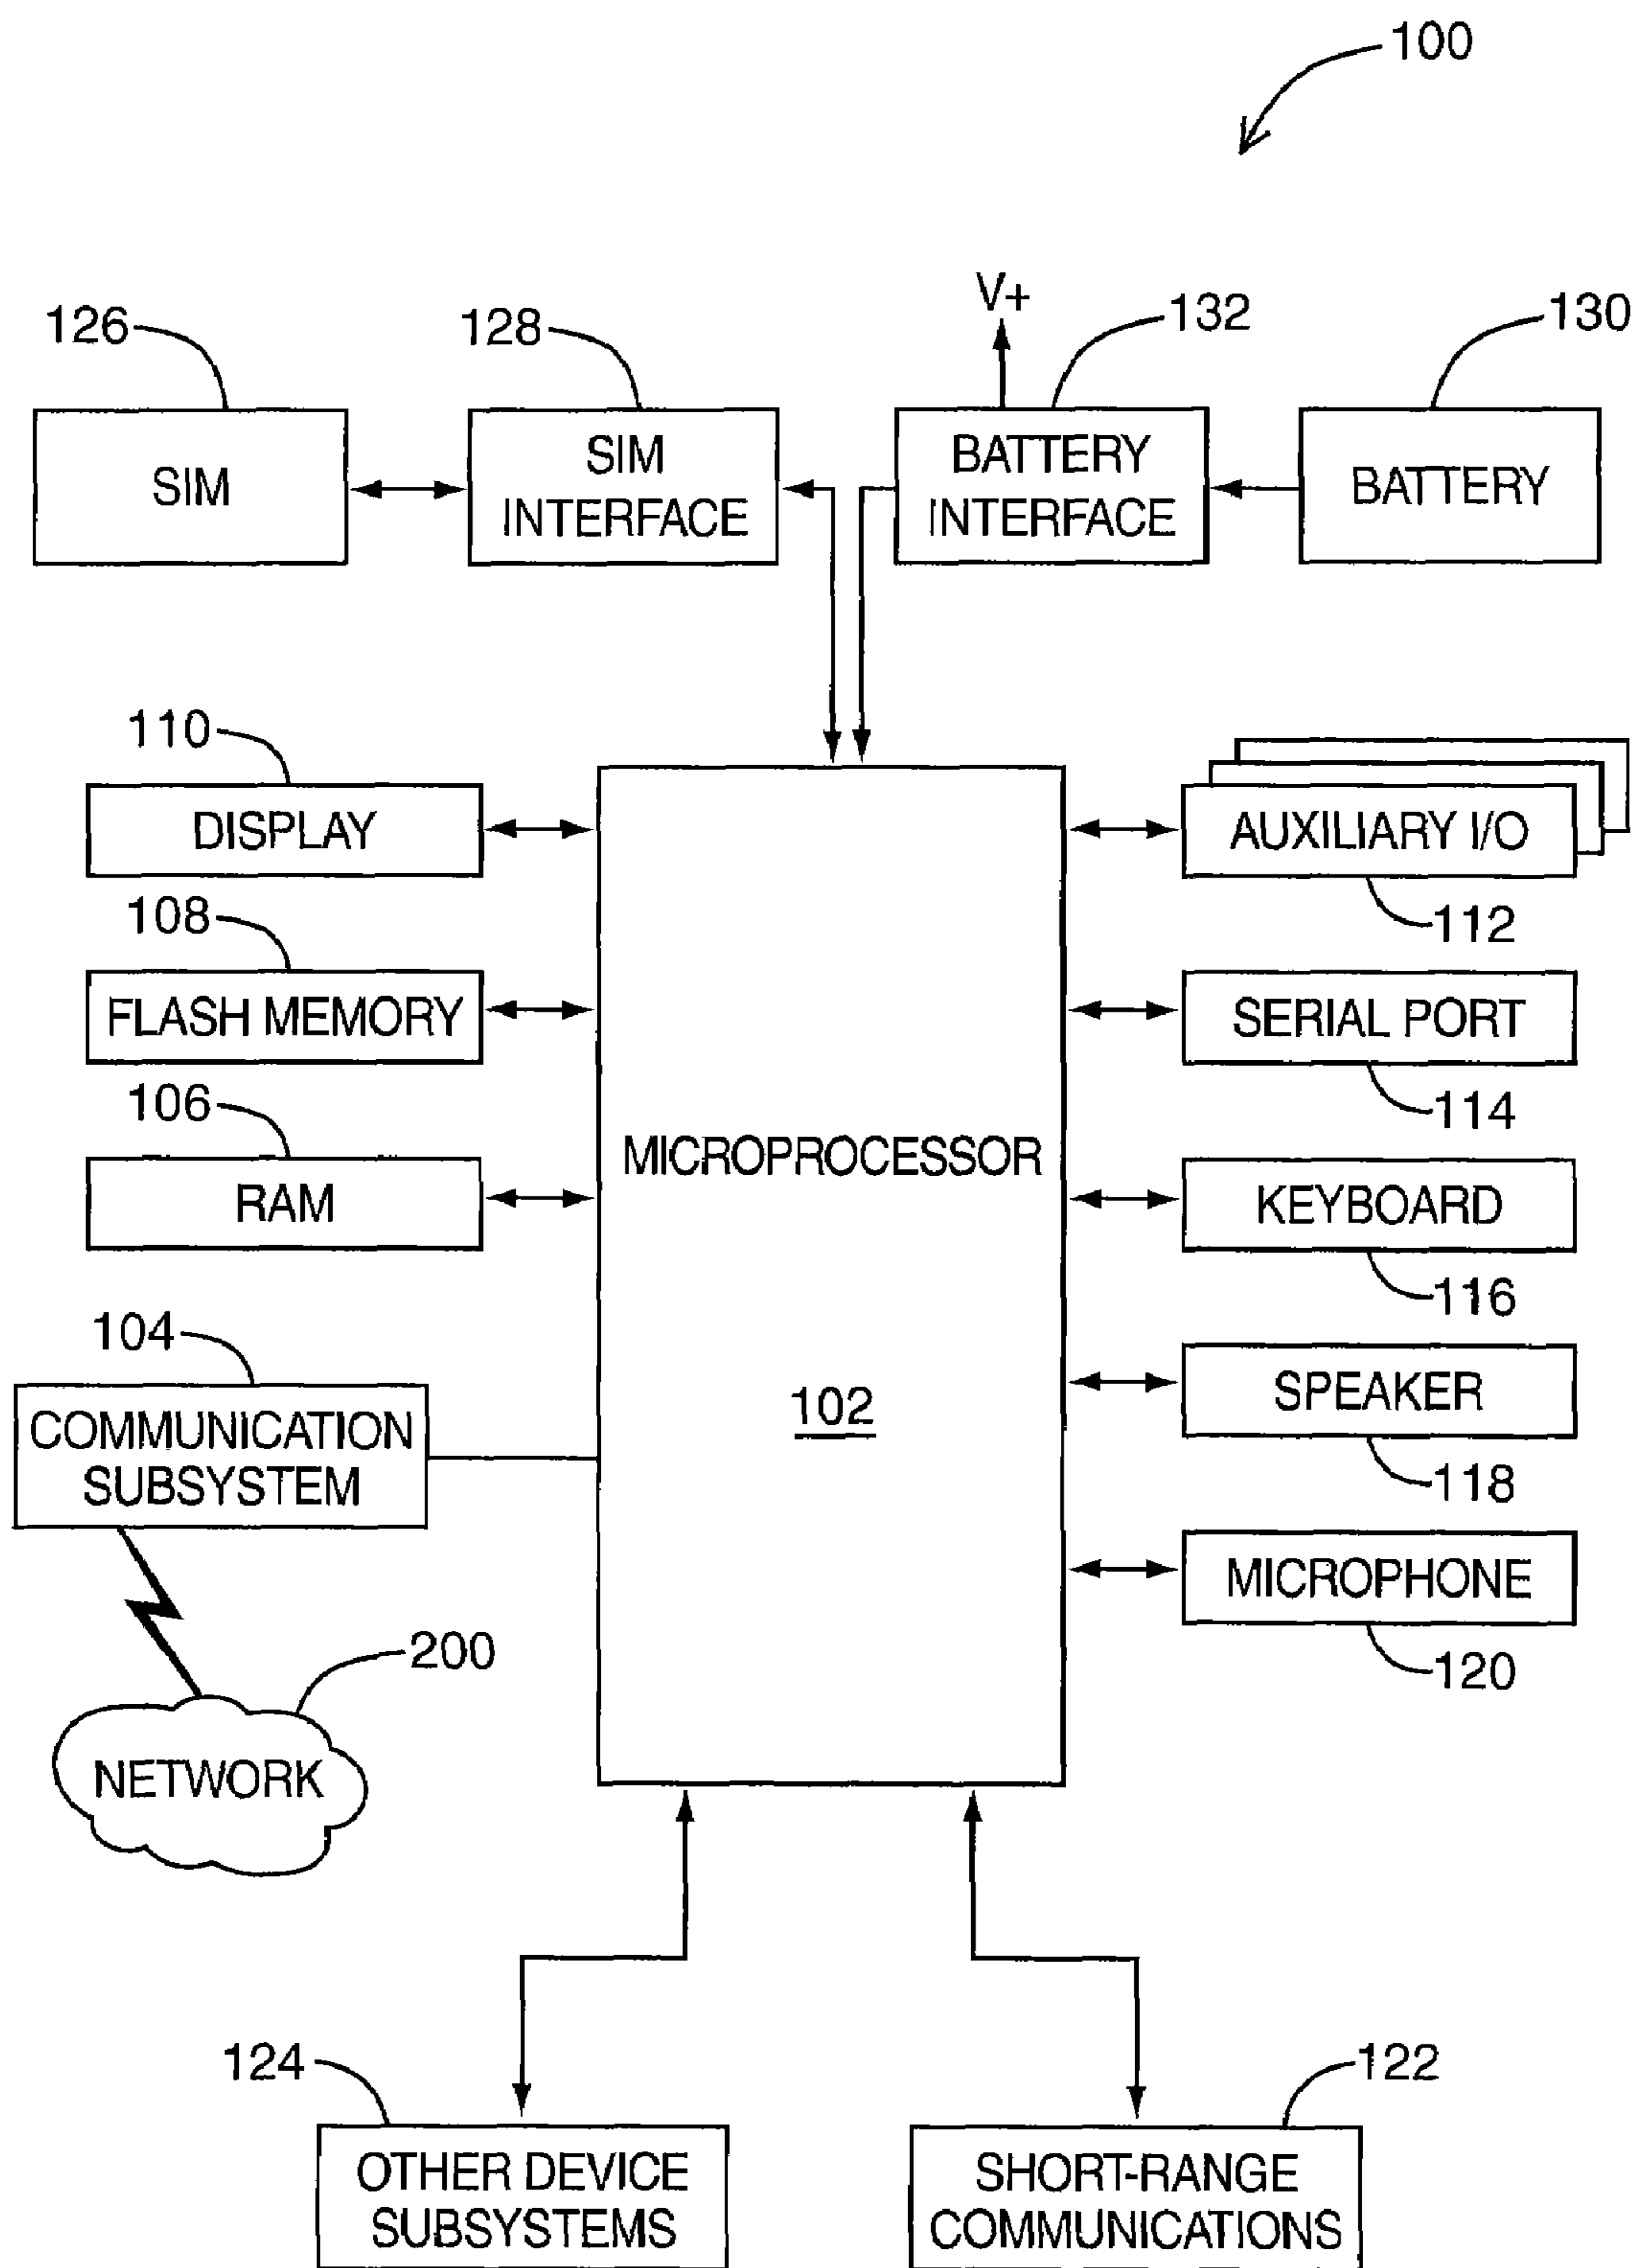 100
V+
126
128
132
130
SIM
SIM
INTERFACE
BATTERY
INTERFACE
BATTERY
110
DISPLAY
AUXILIARY I/O
112
108
FLASH MEMORY
SERIAL PORT
114
106
RAM
MICROPROCESSOR
102
KEYBOARD
116
104
COMMUNICATION
SUBSYSTEM
SPEAKER
118
MICROPHONE
120
200
NETWORK
124
122
OTHER DEVICE
SUBSYSTEMS
SHORT-RANGE
COMMUNICATIONS